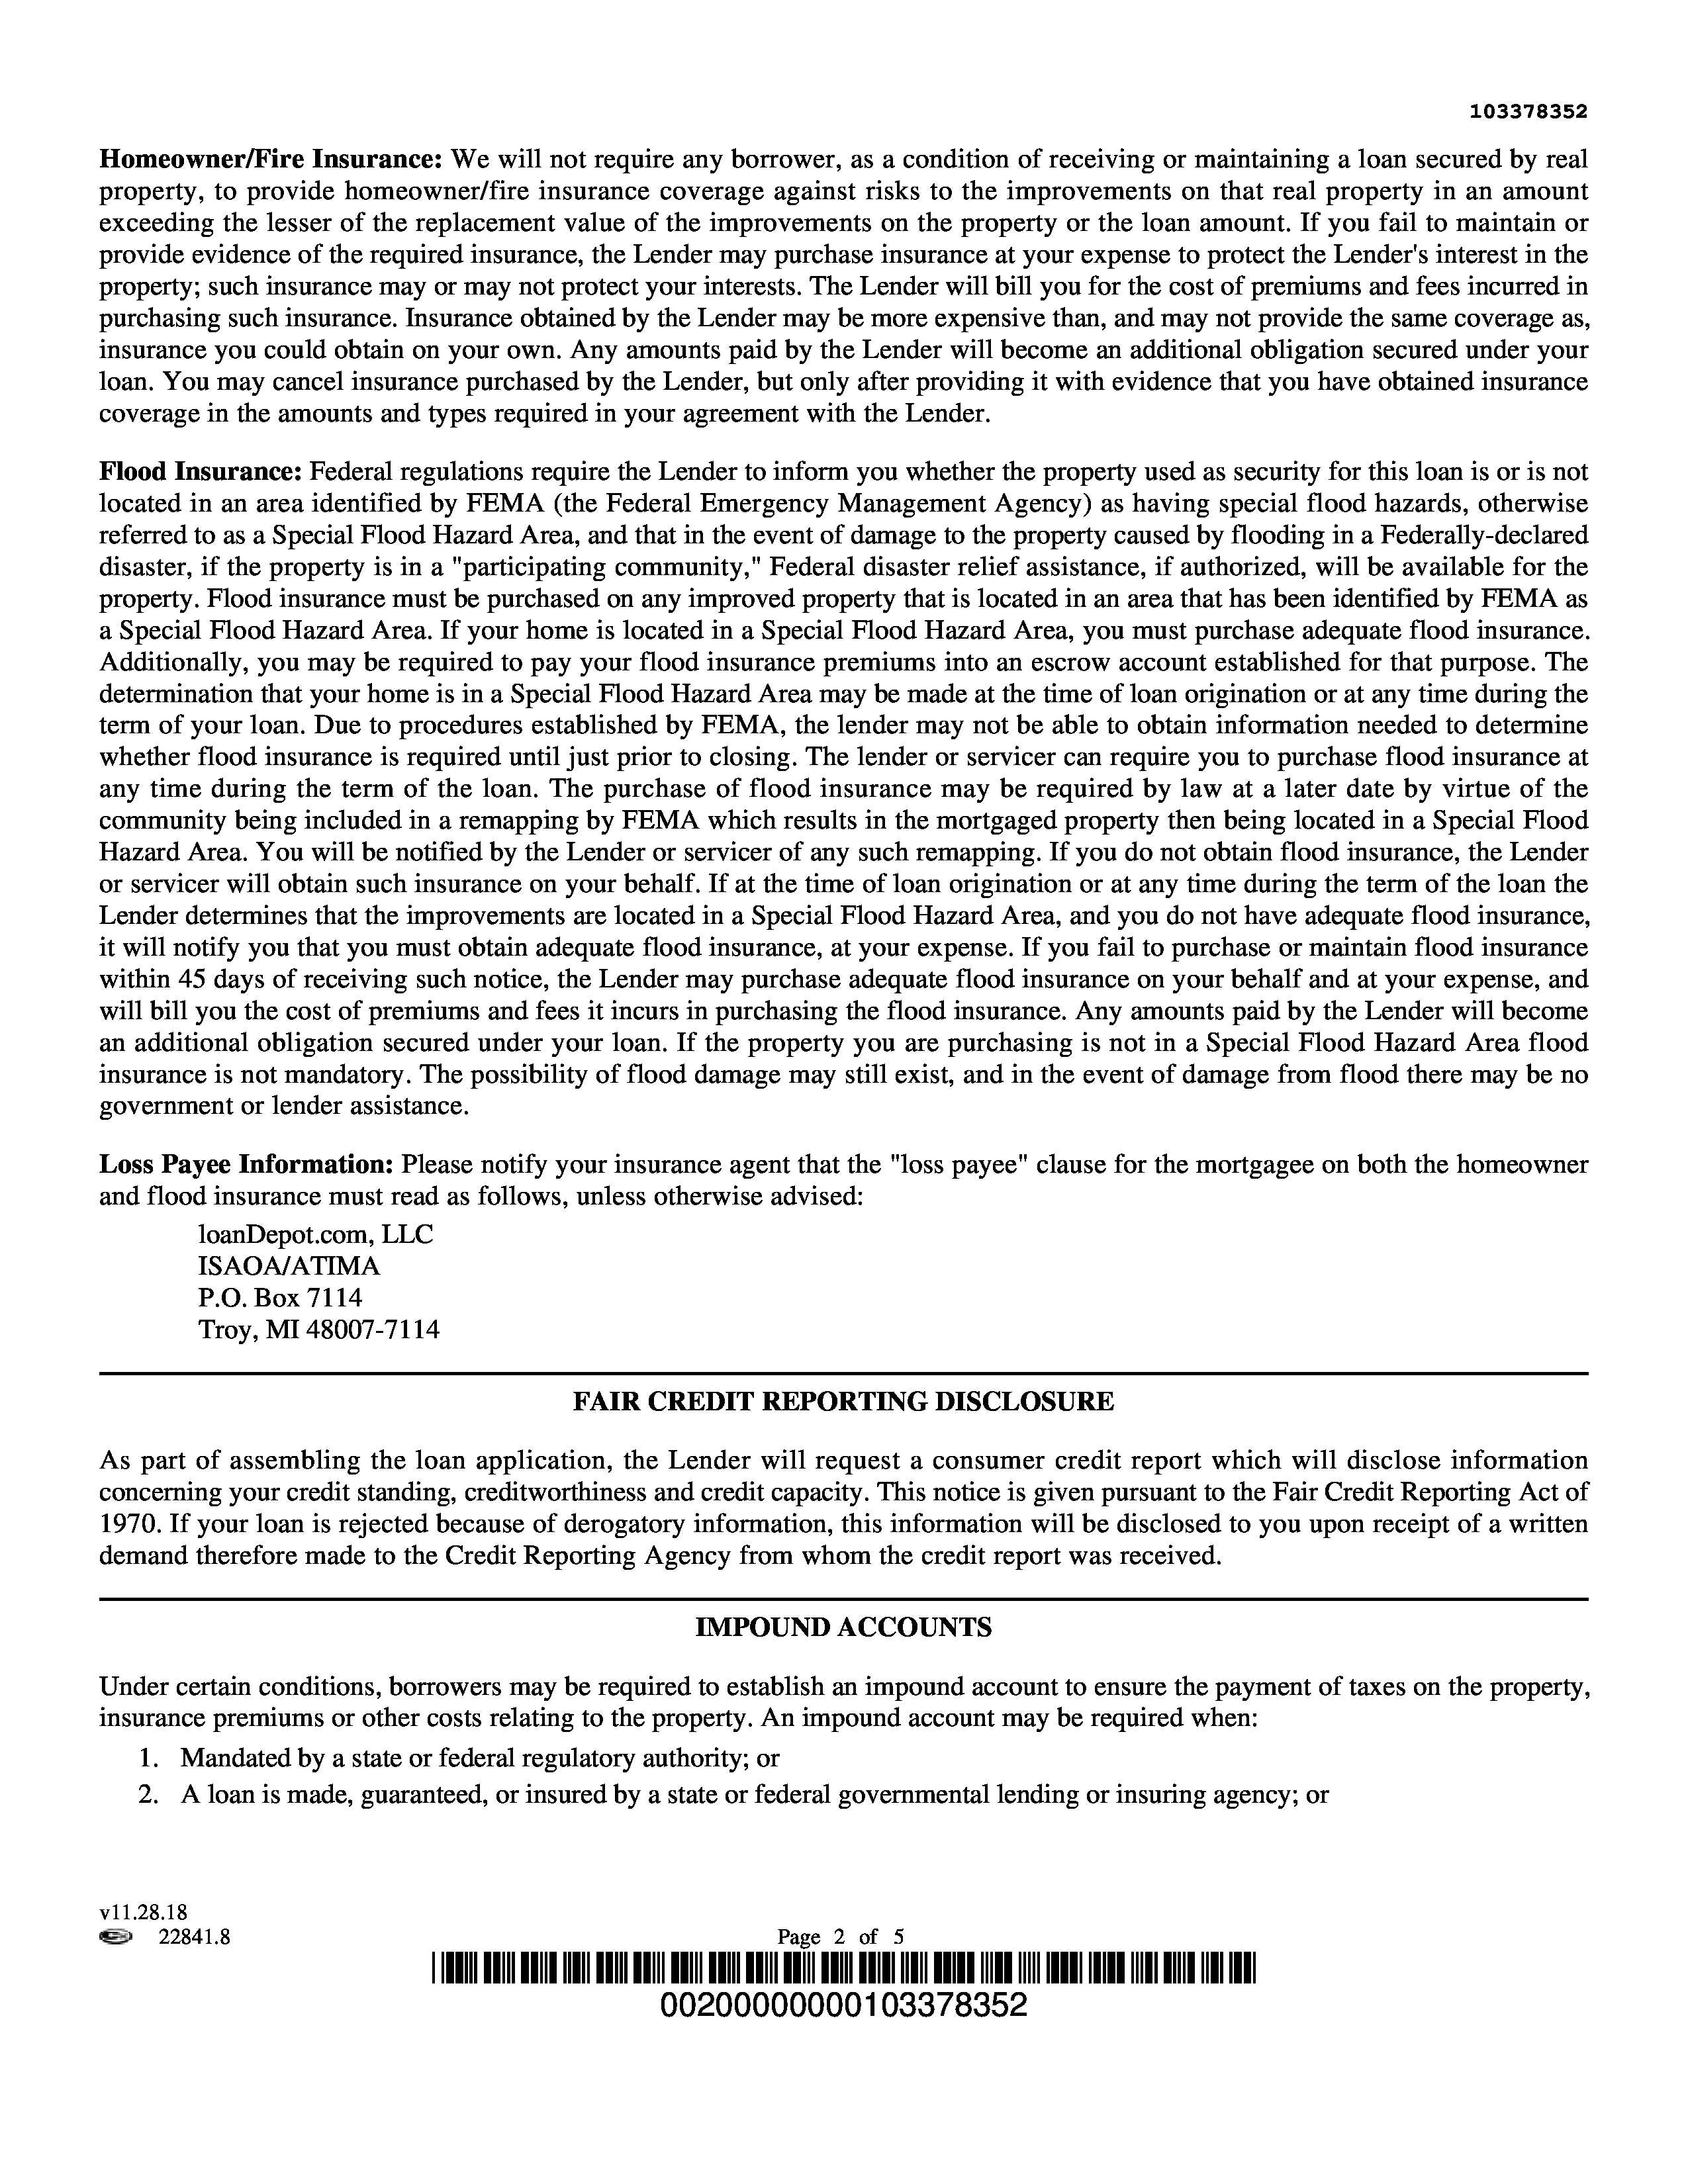 103378352
Homeowner/Fire Insurance: We will not require any borrower, as a condition of receiving or maintaining a loan secured by real
property, to provide homeowner/fire insurance coverage against risks to the improvements on that real property in an amount
exceeding the lesser of the replacement value of the improvements on the property or the loan amount. If you fail to maintain or
provide evidence of the required insurance, the Lender may purchase insurance at your expense to protect the Lender's interest in the
property; such insurance may or may not protect your interests. The Lender will bill you for the cost of premiums and fees incurred in
purchasing such insurance. Insurance obtained by the Lender may be more expensive than, and may not provide the same coverage as,
insurance you could obtain on your own. Any amounts paid by the Lender will become an additional obligation secured under your
loan. You may cancel insurance purchased by the Lender, but only after providing it with evidence that you have obtained insurance
coverage in the amounts and types required in your agreement with the Lender.
Flood Insurance: Federal regulations require the Lender to inform you whether the property used as security for this loan is or is not
located in an area identified by FEMA (the Federal Emergency Management Agency) as having special flood hazards, otherwise
referred to as a Special Flood Hazard Area, and that in the event of damage to the property caused by flooding in a Federally-declared
disaster, if the property is in a "participating community," Federal disaster relief assistance, if authorized, will be available for the
property. Flood insurance must be purchased on any improved property that is located in an area that has been identified by FEMA as
a Special Flood Hazard Area. If your home is located in a Special Flood Hazard Area, you must purchase adequate flood insurance.
Additionally, you may be required to pay your flood insurance premiums into an escrow account established for that purpose. The
determination that your home is in a Special Flood Hazard Area may be made at the time of loan origination or at any time during the
term of your loan. Due to procedures established by FEMA, the lender may not be able to obtain information needed to determine
whether flood insurance is required until just prior to closing. The lender or servicer can require you to purchase flood insurance at
any time during the term of the loan. The purchase of flood insurance may be required by law at a later date by virtue of the
community being included in a remapping by FEMA which results in the mortgaged property then being located in a Special Flood
Hazard Area. You will be notified by the Lender or servicer of any such remapping. If you do not obtain flood insurance, the Lender
or servicer will obtain such insurance on your behalf. If at the time of loan origination or at any time during the term of the loan the
Lender determines that the improvements are located in a Special Flood Hazard Area, and you do not have adequate flood insurance,
it will notify you that you must obtain adequate flood insurance, at your expense. If you fail to purchase or maintain flood insurance
within 45 days of receiving such notice, the Lender may purchase adequate flood insurance on your behalf and at your expense, and
will bill you the cost of premiums and fees it incurs in purchasing the flood insurance. Any amounts paid by the Lender will become
an additional obligation secured under your loan. If the property you are purchasing is not in a Special Flood Hazard Area flood
insurance is not mandatory. The possibility of flood damage may still exist, and in the event of damage from flood there may be no
government or lender assistance.
Loss Payee Information: Please notify your insurance agent that the "loss payee" clause for the mortgagee on both the homeowner
and flood insurance must read as follows, unless otherwise advised:
loanDepot.com, LLC
ISAOA/ATIMA
P.O. Box 7114
Troy, MI 48007-7114
FAIR CREDIT REPORTING DISCLOSURE
As part of assembling the loan application, the Lender will request a consumer credit report which will disclose information
concerning your credit standing, creditworthiness and credit capacity. This notice is given pursuant to the Fair Credit Reporting Act of
1970. If your loan is rejected because of derogatory information, this information will be disclosed to you upon receipt of a written
demand therefore made to the Credit Reporting Agency from whom the credit report was received.
IMPOUND ACCOUNTS
Under certain conditions, borrowers may be required to establish an impound account to ensure the payment of taxes on the property,
insurance premiums or other costs relating to the property. An impound account may be required when:
1. Mandated by a state or federal regulatory authority; or
2. A loan is made, guaranteed, or insured by a state or federal governmental lending or insuring agency; or
v11.28.18
22841.8
Page 2 of 5
00200000000103378352